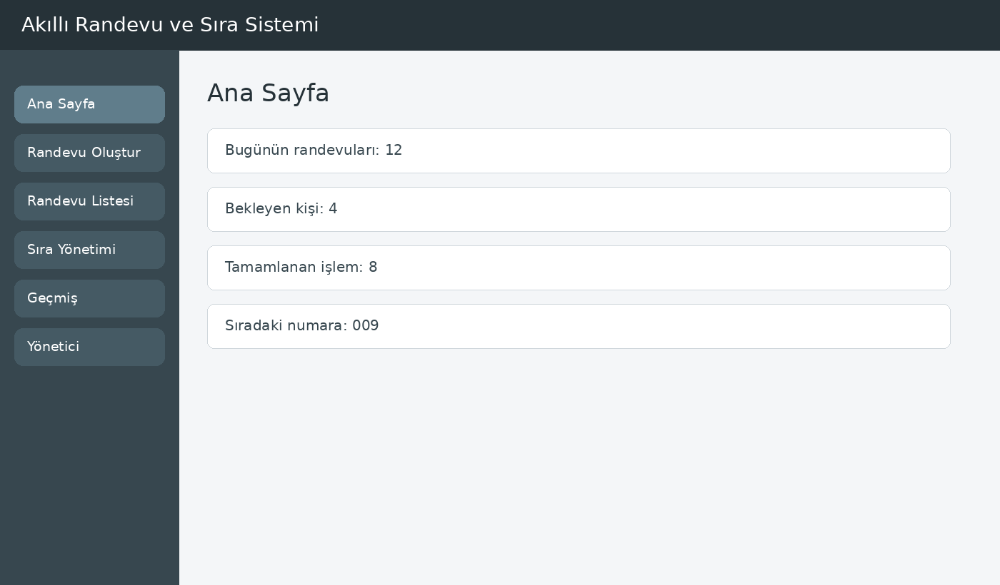 Akıllı Randevu ve Sıra Sistemi
Ana Sayfa
Randevu Oluştur
Randevu Listesi
Sıra Yönetimi
Geçmiş
Yönetici
Ana Sayfa
Bugünün randevuları: 12
Bekleyen kişi: 4
Tamamlanan işlem: 8
Sıradaki numara: 009